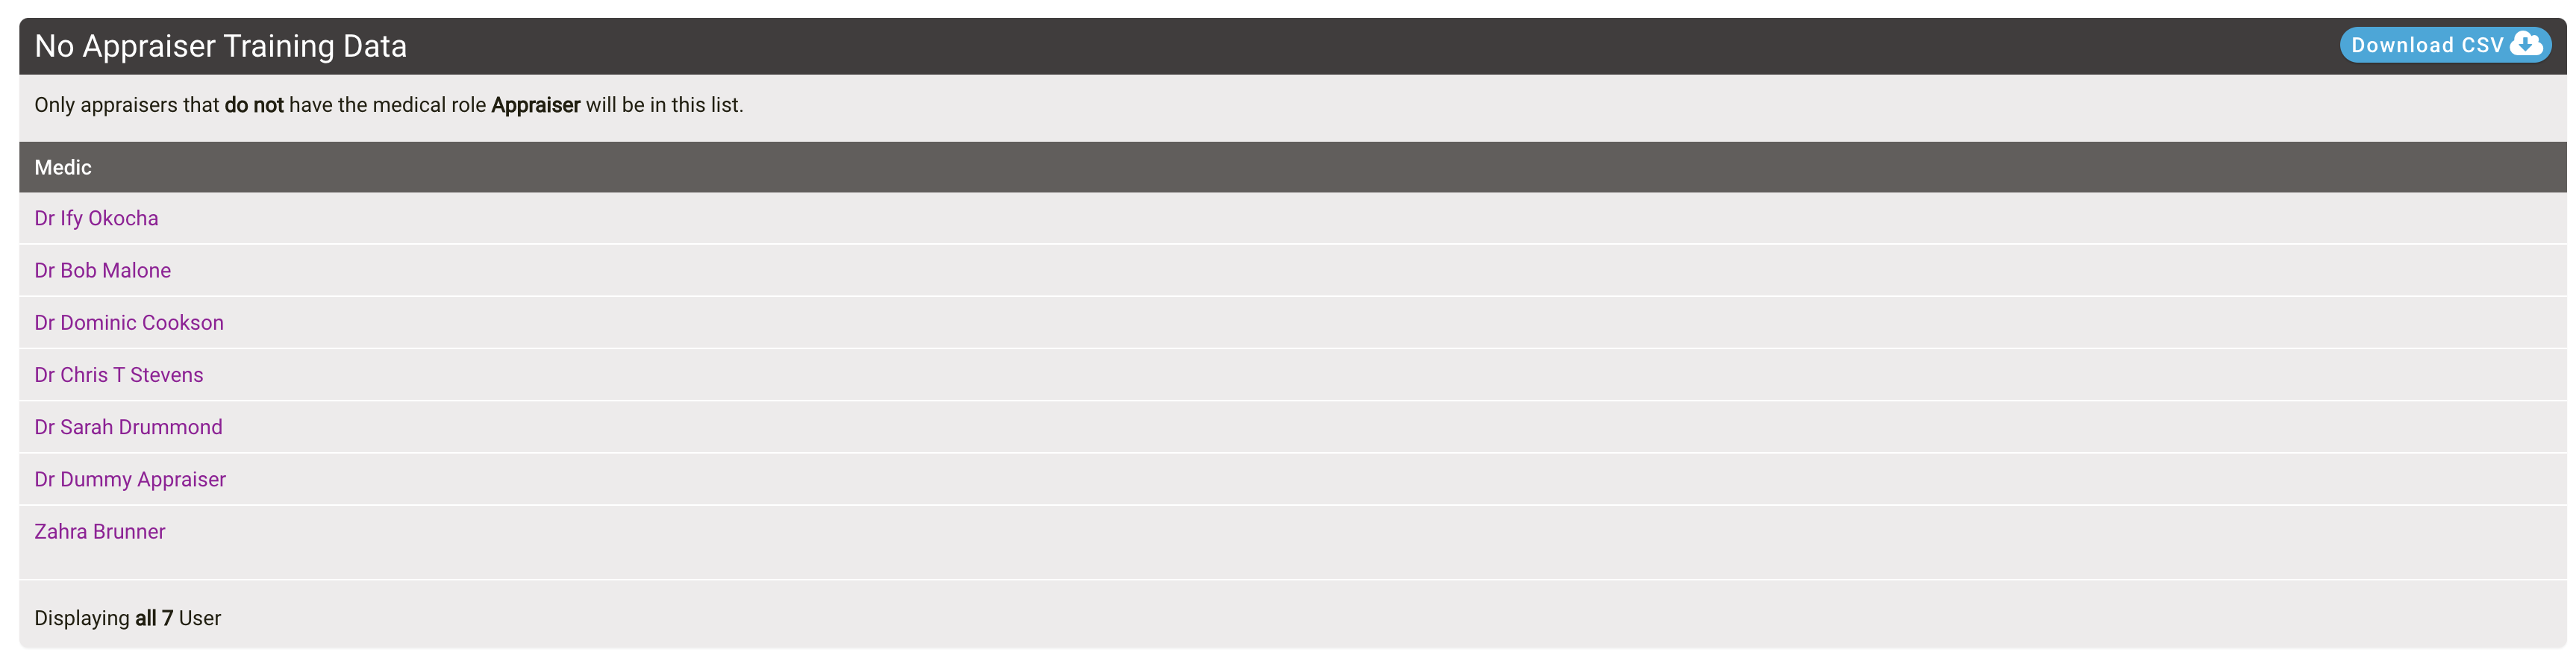 No Appraiser Training Data
Download CSV
Only appraisers that do not have the medical role Appraiser will be in this list.
Medic
Dr Ify Okocha
Dr Bob Malone
Dr Dominic Cookson
Dr Chris T Stevens
Dr Sarah Drummond
Dr Dummy Appraiser
Zahra Brunner
Displaying all 7 User